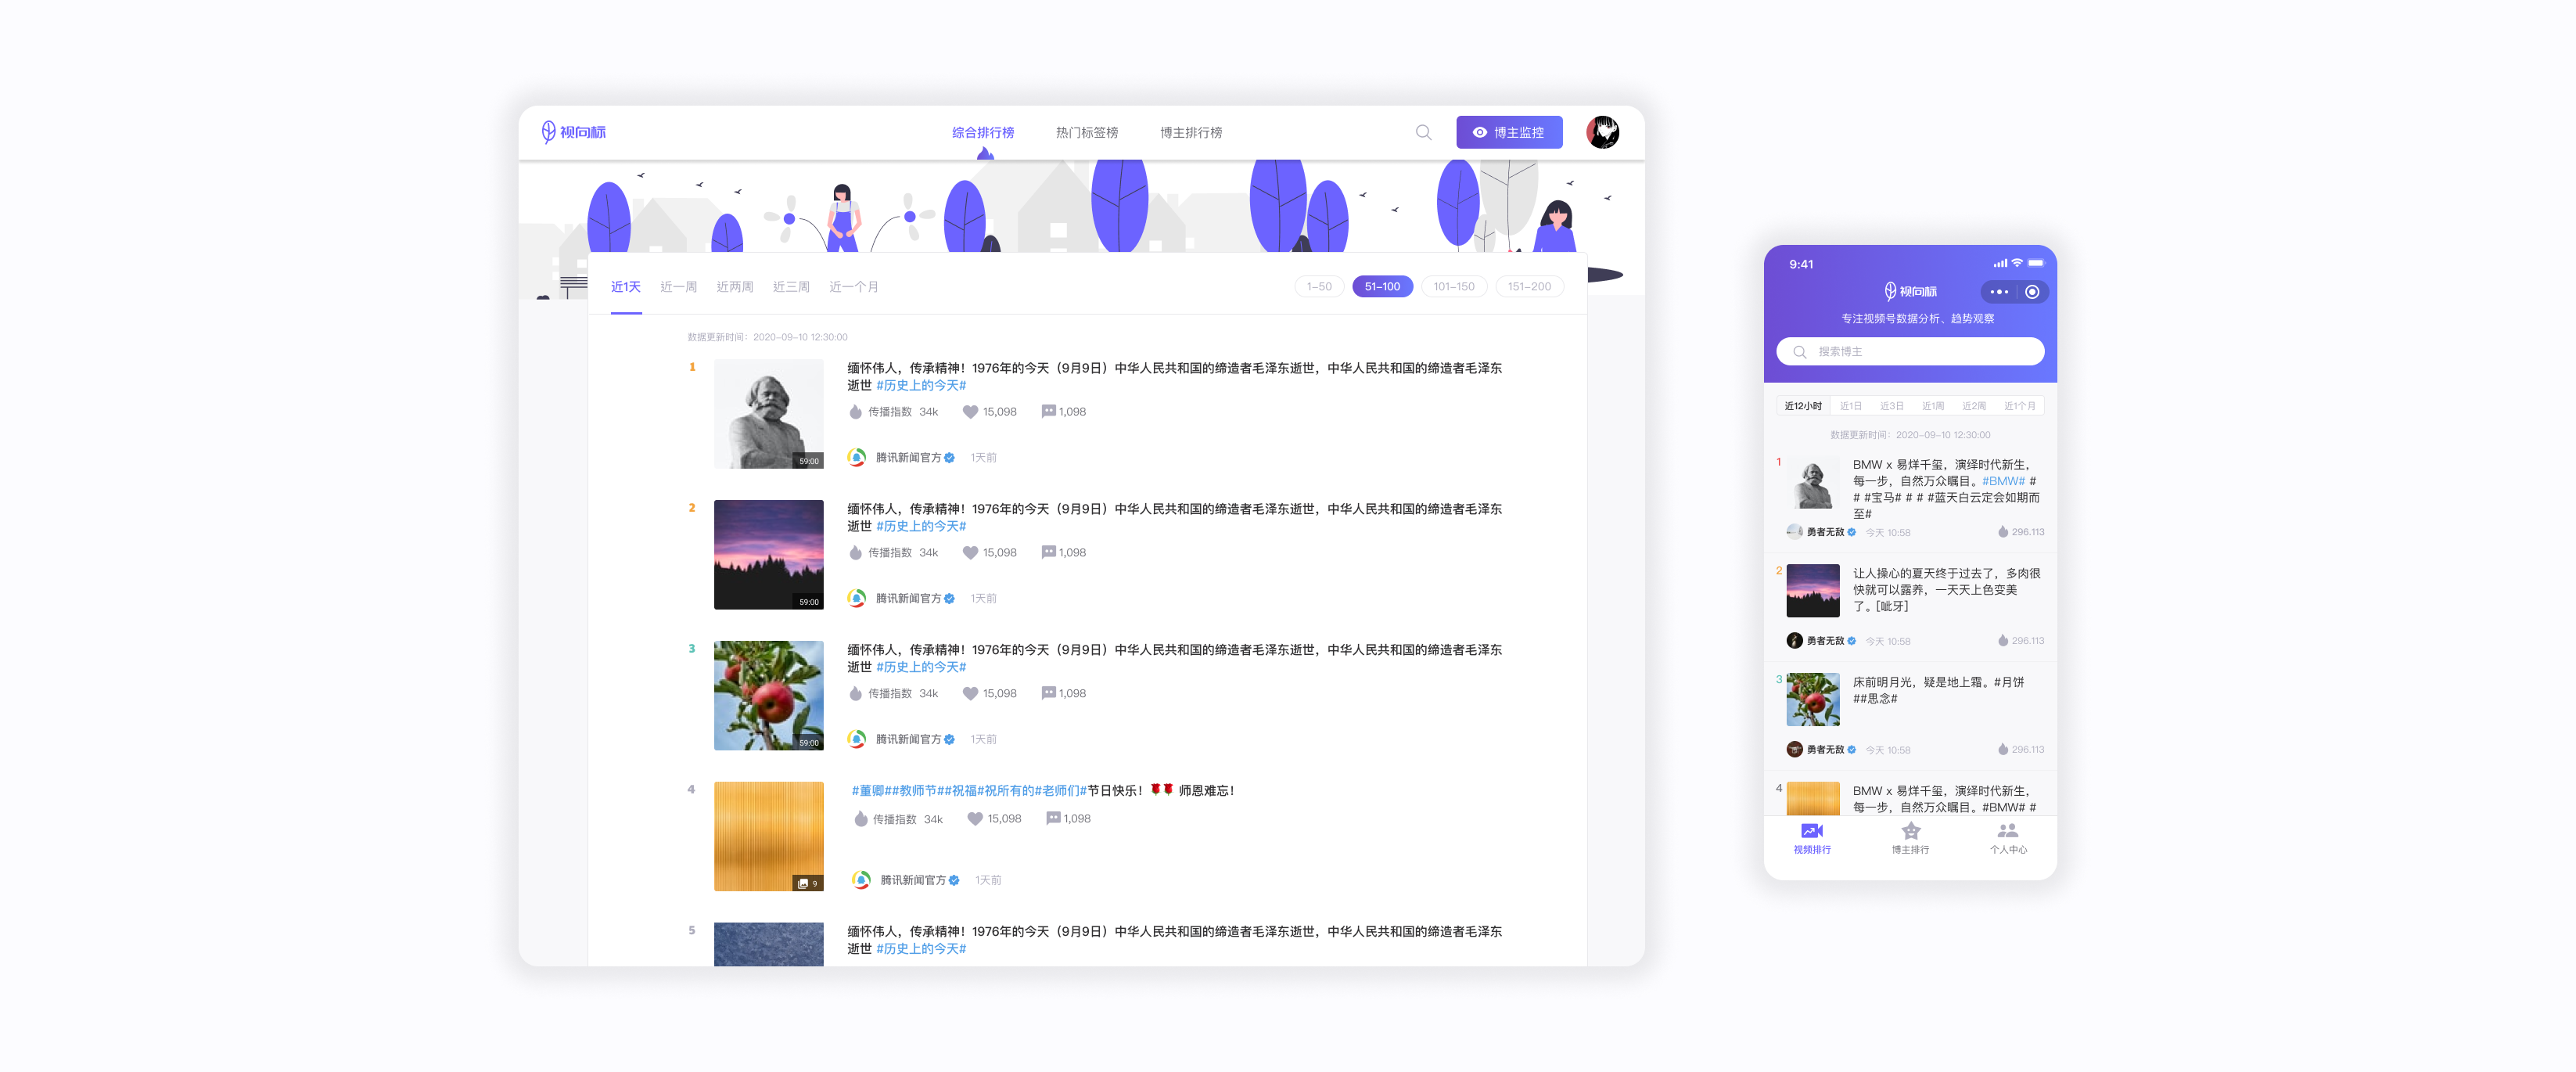 视向标
综合排行榜 热门标签榜 博主排行榜
博主监控
近1天 近一周 近两周 近三周 近一个月
1-50 51-100 101-150 151-200
数据更新时间：2020-09-10 12:30:00
1
59:00
缅怀伟人，传承精神！1976年的今天（9月9日）中华人民共和国的缔造者毛泽东逝世，中华人民共和国的缔造者毛泽东
逝世 #历史上的今天#
传播指数 34k 15,098 1,098
腾讯新闻官方 1天前
2
59:00
缅怀伟人，传承精神！1976年的今天（9月9日）中华人民共和国的缔造者毛泽东逝世，中华人民共和国的缔造者毛泽东
逝世 #历史上的今天#
传播指数 34k 15,098 1,098
腾讯新闻官方 1天前
3
59:00
缅怀伟人，传承精神！1976年的今天（9月9日）中华人民共和国的缔造者毛泽东逝世，中华人民共和国的缔造者毛泽东
逝世 #历史上的今天#
传播指数 34k 15,098 1,098
腾讯新闻官方 1天前
4
9
#董卿##教师节##祝福#祝所有的#老师们#节日快乐！🌹🌹 师恩难忘！
传播指数 34k 15,098 1,098
腾讯新闻官方 1天前
5
缅怀伟人，传承精神！1976年的今天（9月9日）中华人民共和国的缔造者毛泽东逝世，中华人民共和国的缔造者毛泽东
逝世 #历史上的今天#
9:41
视向标
专注视频号数据分析、趋势观察
搜索博主
近12小时 近1日 近3日 近1周 近2周 近1个月
数据更新时间：2020-09-10 12:30:00
1
BMW x 易烊千玺，演绎时代新生，
每一步，自然万众瞩目。#BMW# #
# #宝马# # # #蓝天白云定会如期而
至#
勇者无敌 今天 10:58 296.113
2
让人操心的夏天终于过去了，多肉很
快就可以露养，一天天上色变美
了。[呲牙]
勇者无敌 今天 10:58 296.113
3
床前明月光，疑是地上霜。#月饼
##思念#
勇者无敌 今天 10:58 296.113
4
BMW x 易烊千玺，演绎时代新生，
每一步，自然万众瞩目。#BMW# #
视频排行 博主排行 个人中心